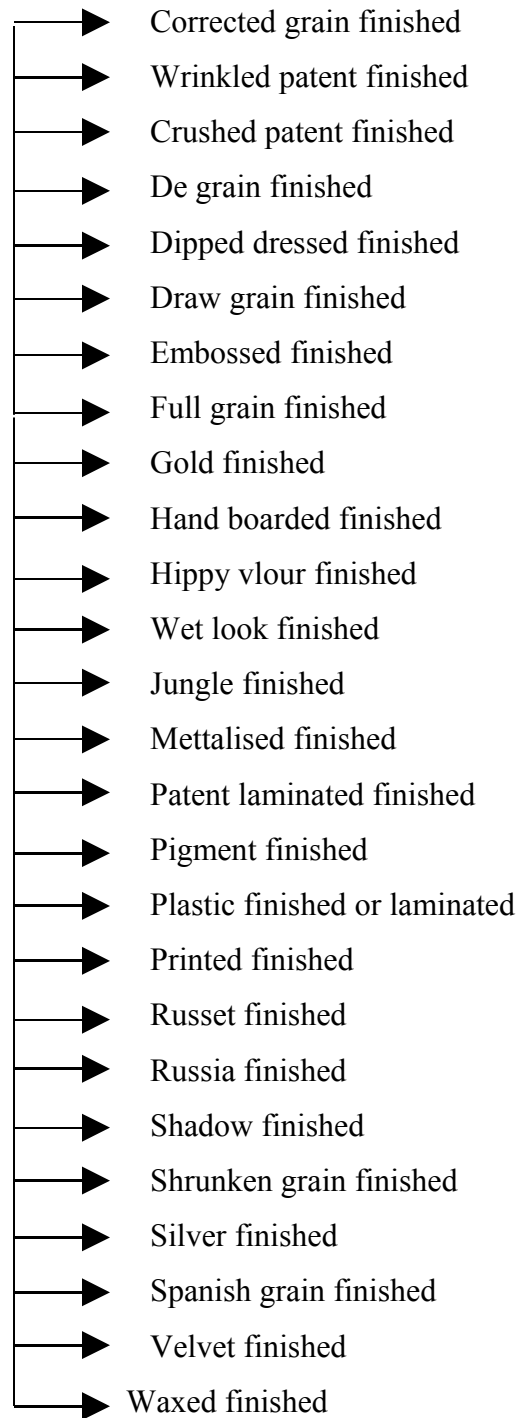 Corrected grain finished
Wrinkled patent finished
Crushed patent finished
De grain finished
Dipped dressed finished
Draw grain finished
Embossed finished
Full grain finished
Gold finished
Hand boarded finished
Hippy vlour finished
Wet look finished
Jungle finished
Mettalised finished
Patent laminated finished
Pigment finished
Plastic finished or laminated
Printed finished
Russet finished
Russia finished
Shadow finished
Shrunken grain finished
Silver finished
Spanish grain finished
Velvet finished
Waxed finished